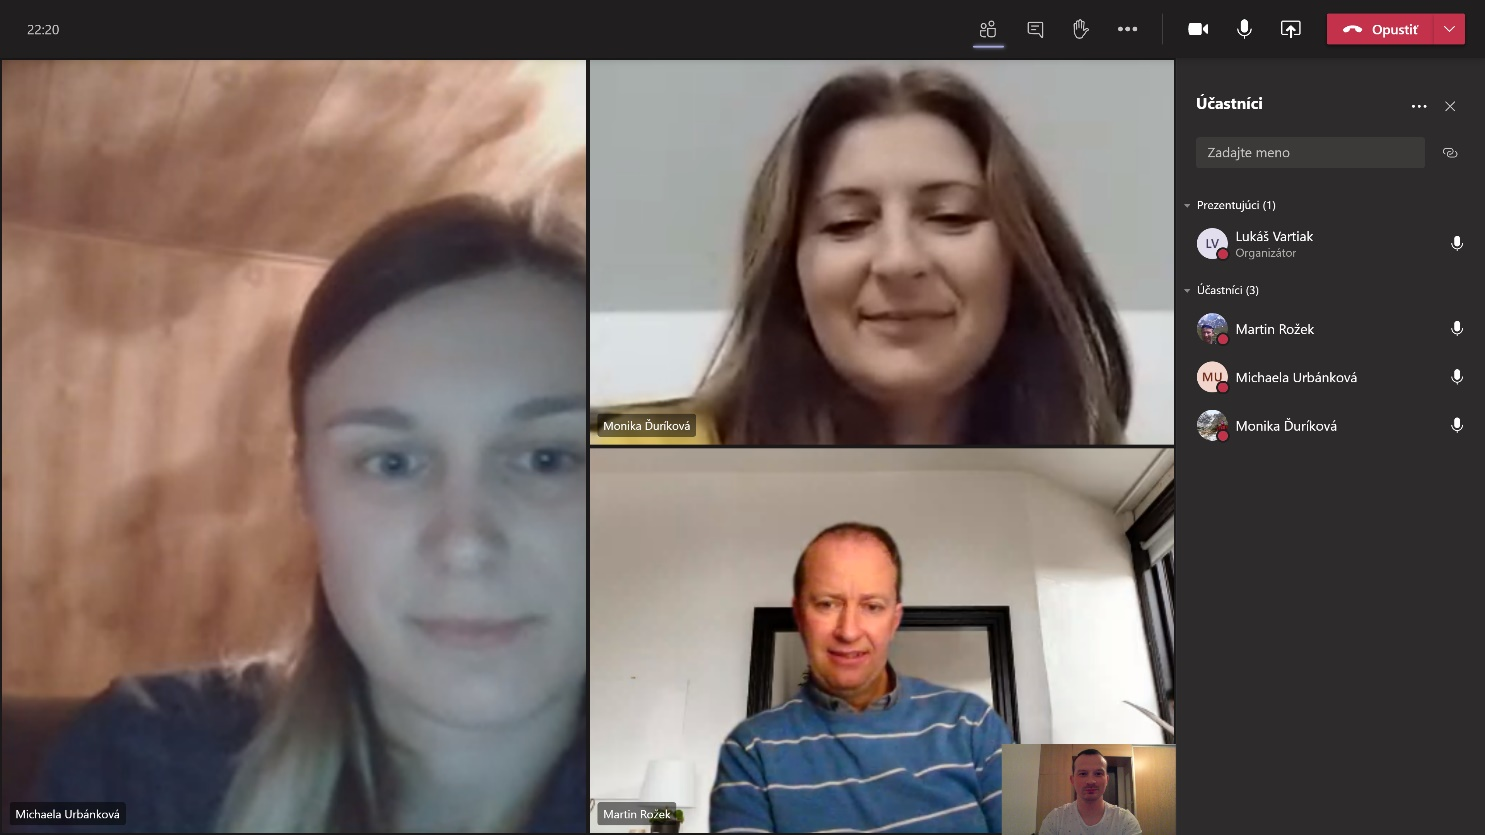 22:20
Opustiť
Účastníci
Zadajte meno
Prezentujúci (1)
LV
Lukáš Vartiak
Organizátor
Účastníci (3)
Martin Rožek
MU
Michaela Urbánková
Monika Ďuríková
Monika Ďuríková
Michaela Urbánková
Martin Rožek